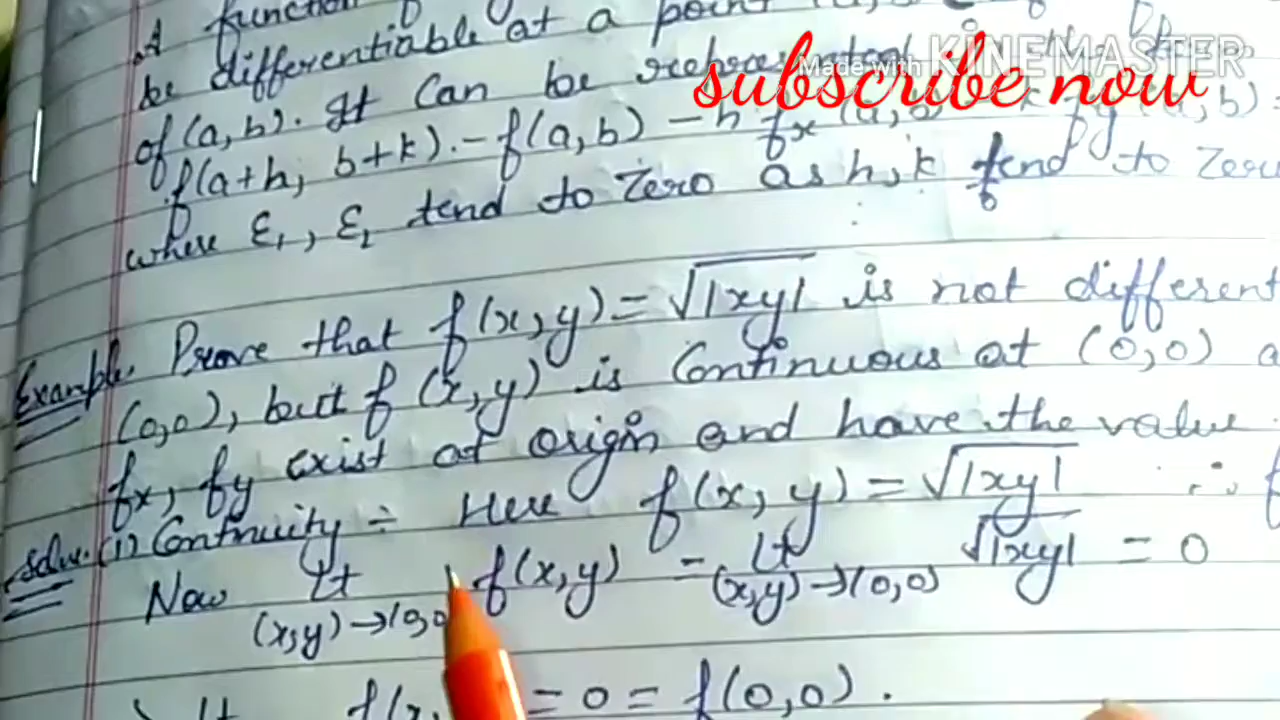 A function
be differentiable at a point
of (a, b). It can be
f(a+h, b+k).-f(a, b) - h fx
where ε₁, ε₂ tend to zero as h, k tend to zero
subscribe now
Made with KINEMASTER
Example. Prove that f(x, y) = √|xy| is not different
(0,0), but f (x, y) is continuous at (0,0) a
fx, fy exist at origin and have the value
Solu. (1) Continuity ÷ Here f(x, y) = √|xy| ∴ f
Now lt f(x, y) = lt √|xy| = 0
(x,y)→(0,0 (x,y)→(0,0)
lt f(x, = 0 = f(0,0).